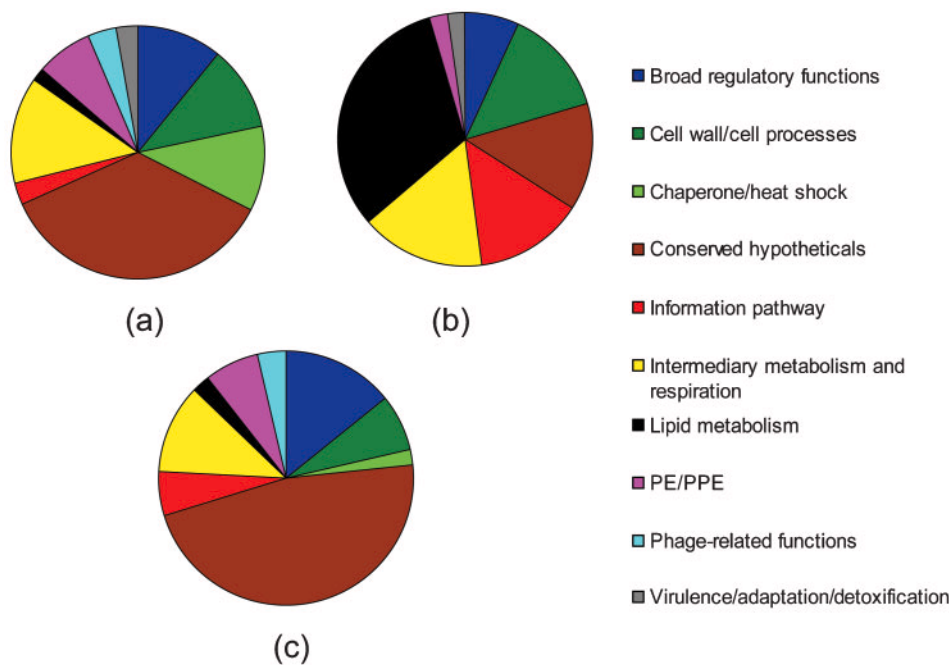 (a)
(b)
(c)
Broad regulatory functions
Cell wall/cell processes
Chaperone/heat shock
Conserved hypotheticals
Information pathway
Intermediary metabolism and
respiration
Lipid metabolism
PE/PPE
Phage-related functions
Virulence/adaptation/detoxification